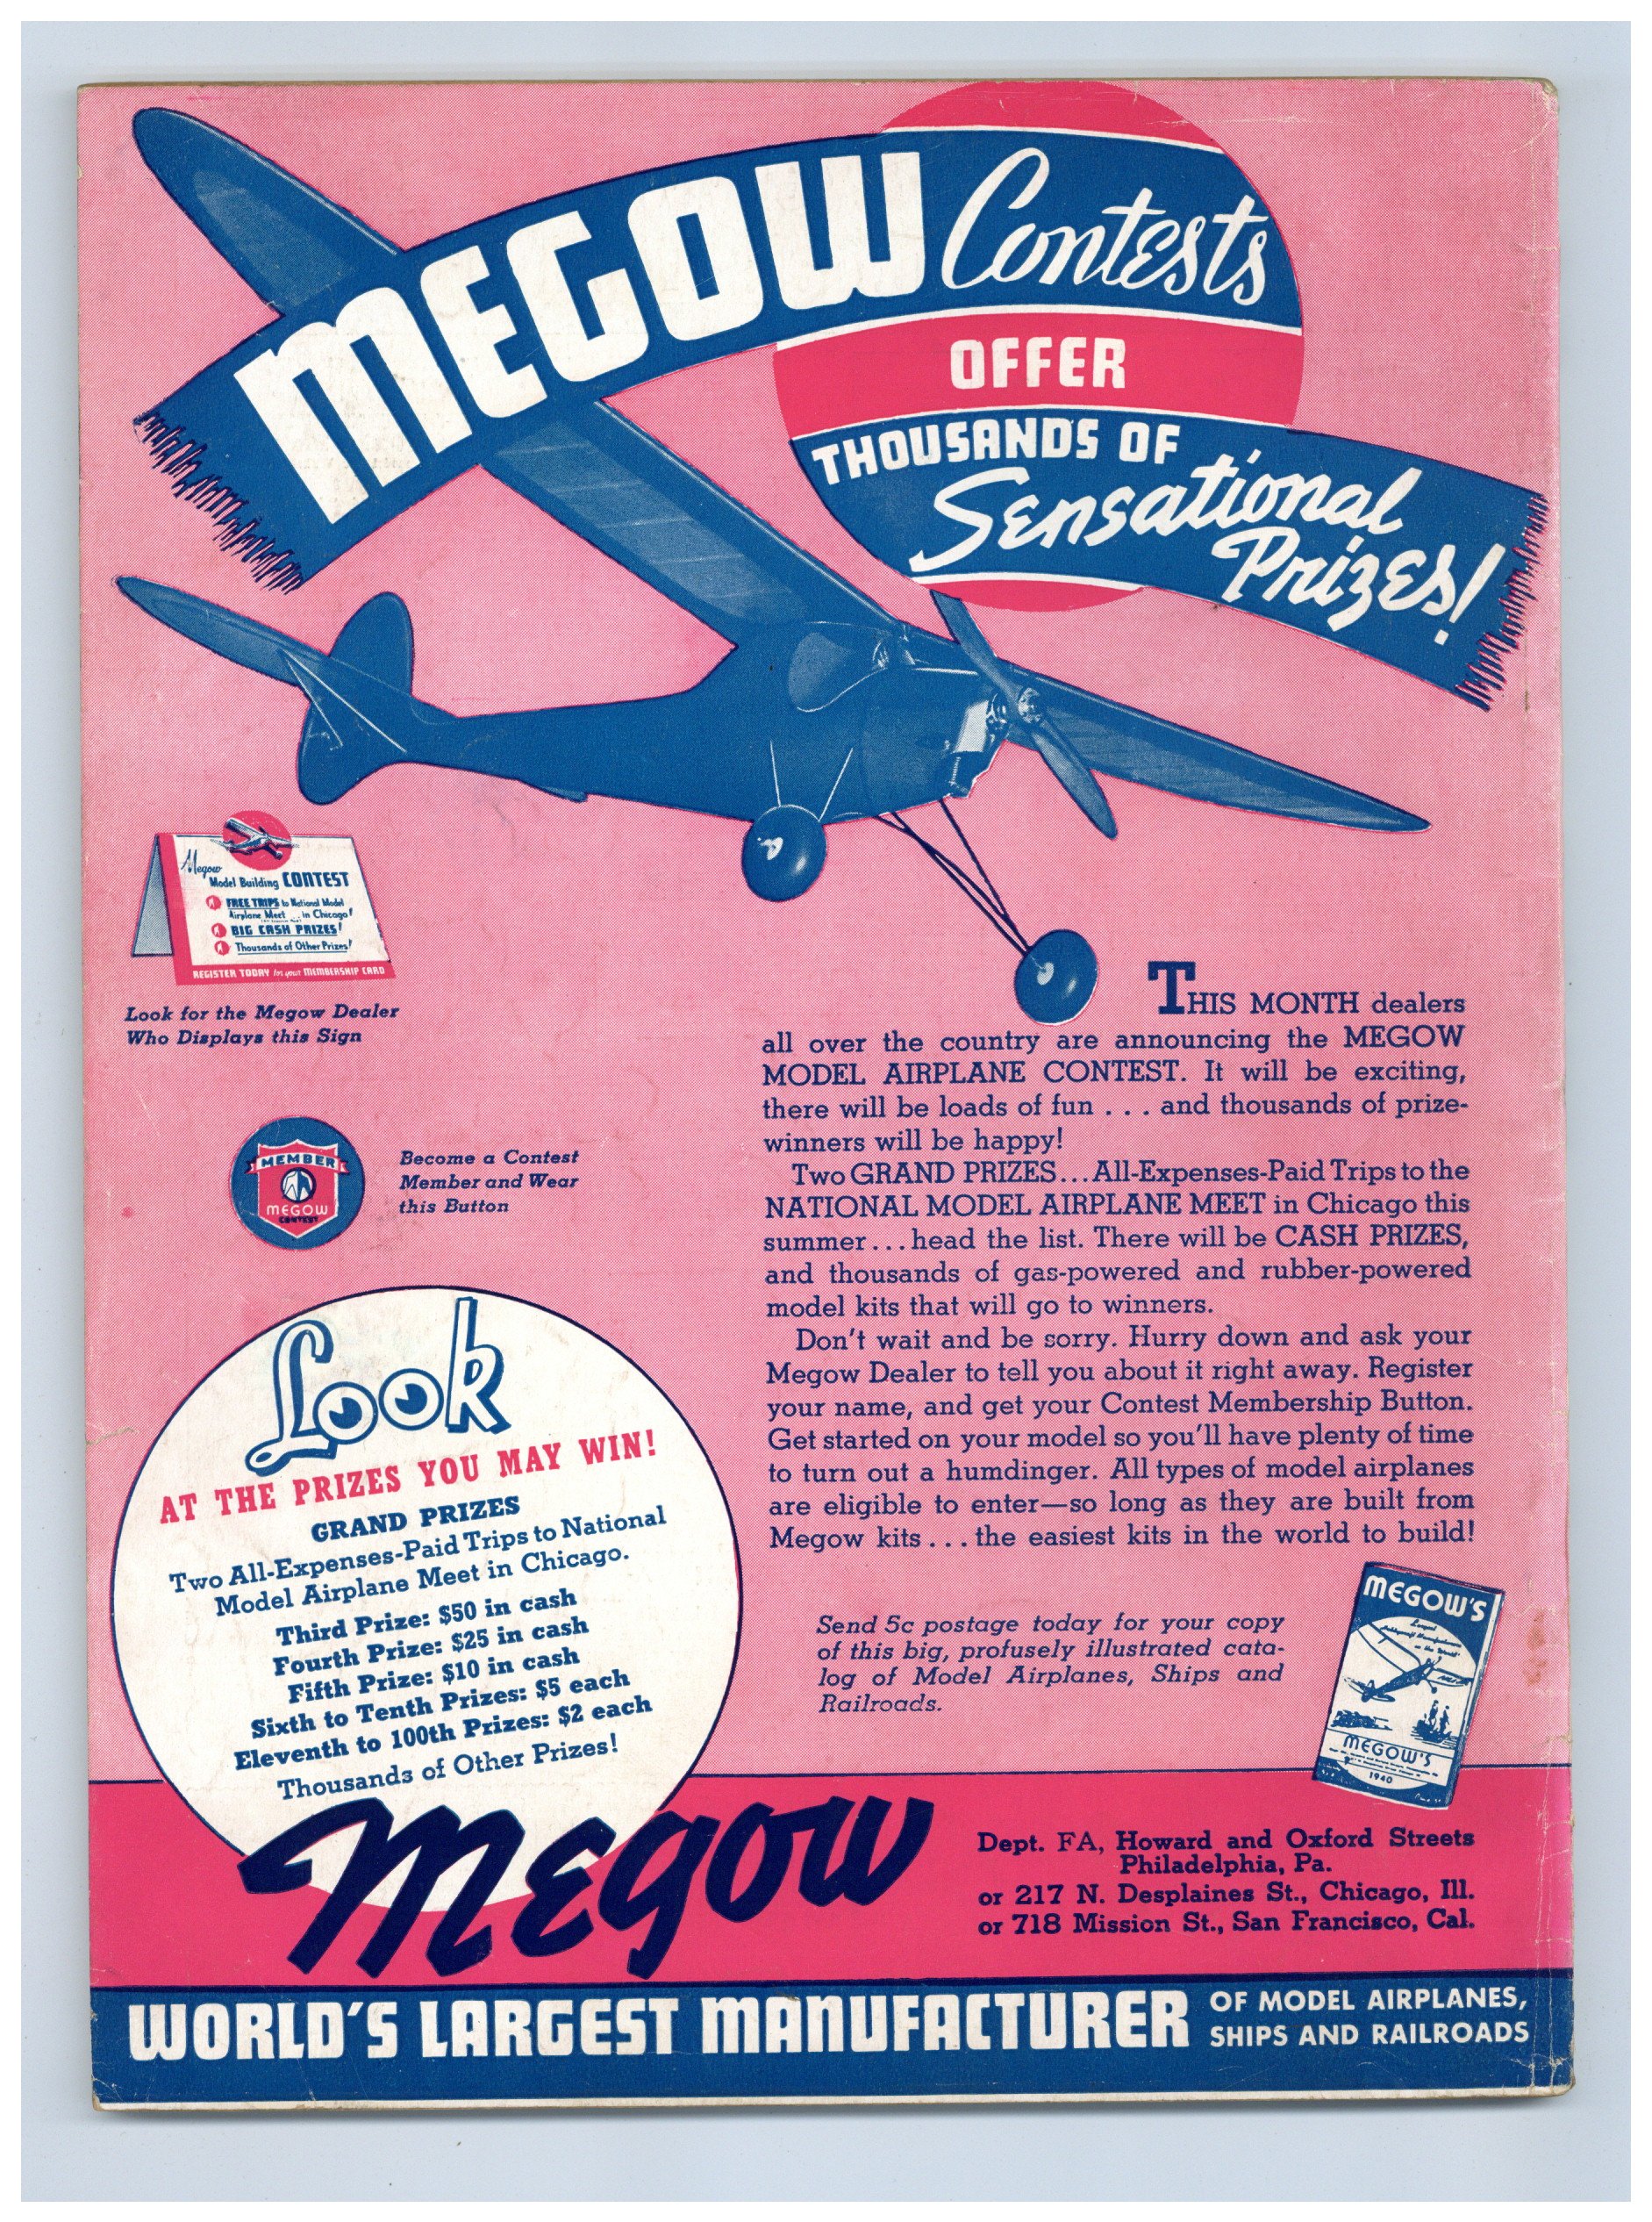 MEGOW Contests
OFFER
THOUSANDS OF
Sensational
Prizes!
Megow
Model Building CONTEST
FREE TRIPS to National Model
Airplane Meet ... in Chicago!
BIG CASH PRIZES!
Thousands of Other Prizes!
REGISTER TODAY for your MEMBERSHIP CARD
Look for the Megow Dealer
Who Displays this Sign
MEMBER
MEGOW
CONTEST
Become a Contest
Member and Wear
this Button
THIS MONTH dealers
all over the country are announcing the MEGOW
MODEL AIRPLANE CONTEST. It will be exciting,
there will be loads of fun . . . and thousands of prize-
winners will be happy!
Two GRAND PRIZES...All-Expenses-Paid Trips to the
NATIONAL MODEL AIRPLANE MEET in Chicago this
summer...head the list. There will be CASH PRIZES,
and thousands of gas-powered and rubber-powered
model kits that will go to winners.
Don't wait and be sorry. Hurry down and ask your
Megow Dealer to tell you about it right away. Register
your name, and get your Contest Membership Button.
Get started on your model so you'll have plenty of time
to turn out a humdinger. All types of model airplanes
are eligible to enter—so long as they are built from
Megow kits . . . the easiest kits in the world to build!
Look
AT THE PRIZES YOU MAY WIN!
GRAND PRIZES
Two All-Expenses-Paid Trips to National
Model Airplane Meet in Chicago.
Third Prize: $50 in cash
Fourth Prize: $25 in cash
Fifth Prize: $10 in cash
Sixth to Tenth Prizes: $5 each
Eleventh to 100th Prizes: $2 each
Thousands of Other Prizes!
Send 5c postage today for your copy
of this big, profusely illustrated cata-
log of Model Airplanes, Ships and
Railroads.
MEGOW'S
MEGOW'S
1940
Megow
Dept. FA, Howard and Oxford Streets
Philadelphia, Pa.
or 217 N. Desplaines St., Chicago, Ill.
or 718 Mission St., San Francisco, Cal.
WORLD'S LARGEST MANUFACTURER OF MODEL AIRPLANES,
SHIPS AND RAILROADS